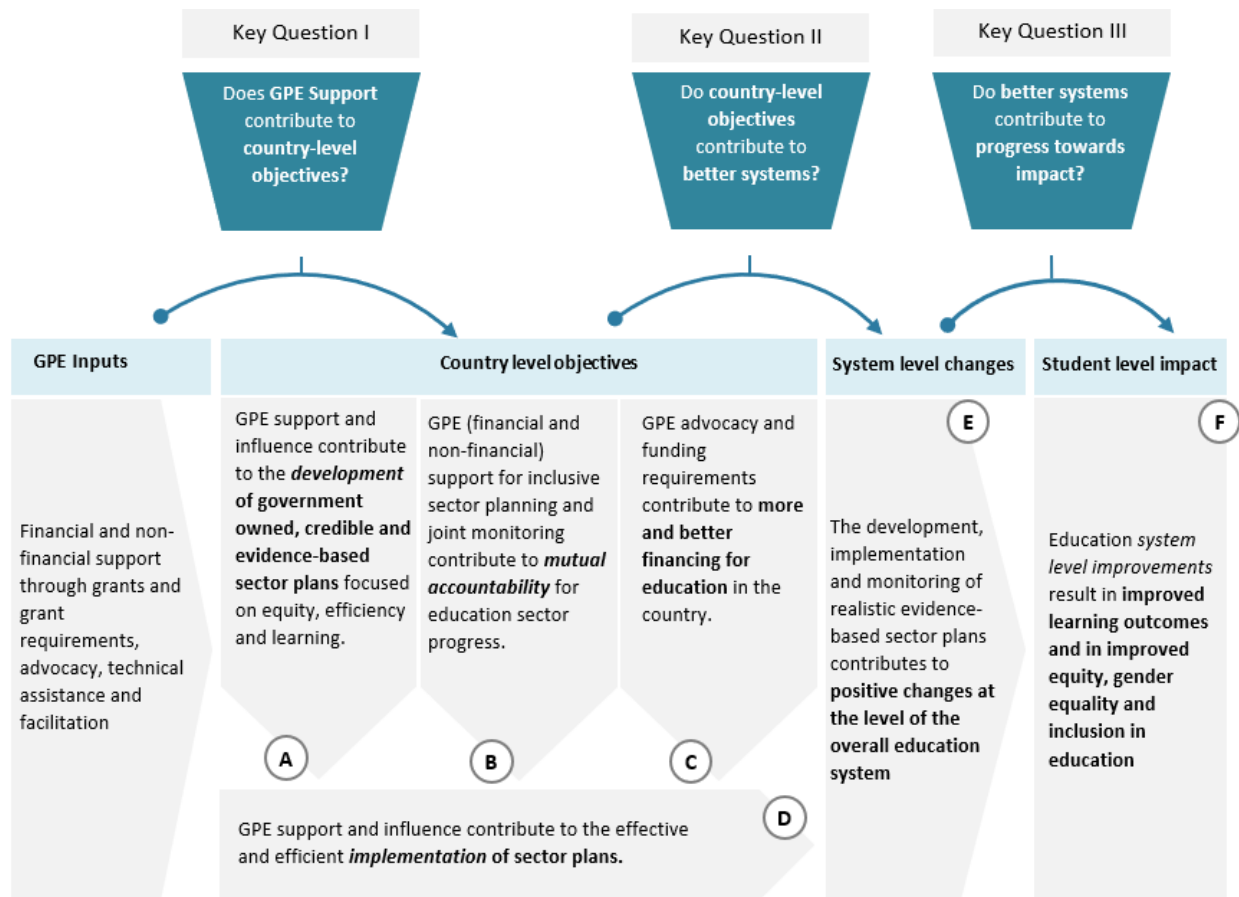 Key Question I
Does GPE Support
contribute to
country-level
objectives?
Key Question II
Do country-level
objectives
contribute to
better systems?
Key Question III
Do better systems
contribute to
progress towards
impact?
GPE Inputs
Country level objectives
System level changes
Student level impact
Financial and non-
financial support
through grants and
grant
requirements,
advocacy, technical
assistance and
facilitation
GPE support and
influence contribute
to the development
of government
owned, credible and
evidence-based
sector plans focused
on equity, efficiency
and learning.
A
GPE (financial and
non-financial)
support for inclusive
sector planning and
joint monitoring
contribute to mutual
accountability for
education sector
progress.
B
GPE advocacy and
funding
requirements
contribute to more
and better
financing for
education in the
country.
C
GPE support and influence contribute to the effective
and efficient implementation of sector plans.
D
E
The development,
implementation
and monitoring of
realistic evidence-
based sector plans
contributes to
positive changes at
the level of the
overall education
system
F
Education system
level improvements
result in improved
learning outcomes
and in improved
equity, gender
equality and
inclusion in
education